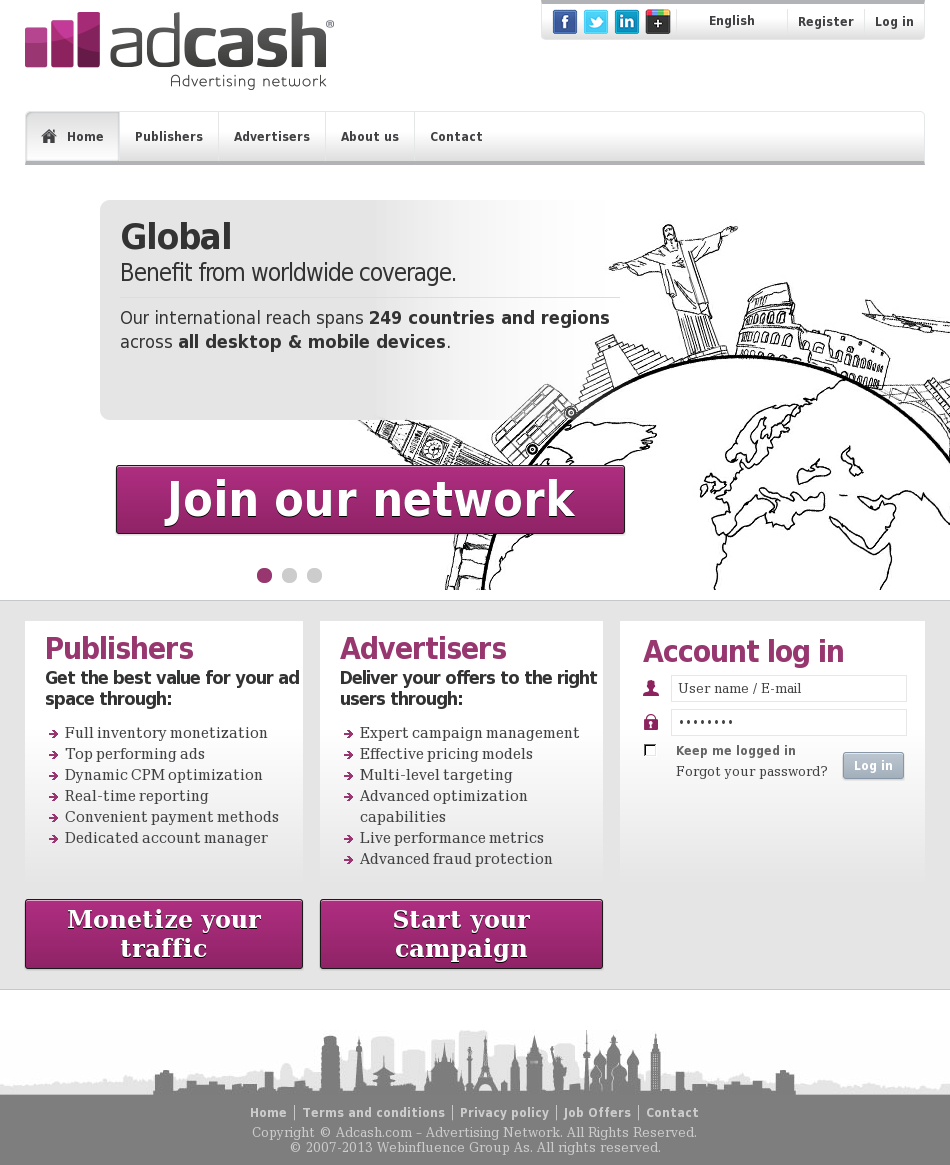 adcash®
Advertising network
English
Register
Log in
Home
Publishers
Advertisers
About us
Contact
Global
Benefit from worldwide coverage.
Our international reach spans 249 countries and regions
across all desktop & mobile devices.
Join our network
Publishers
Get the best value for your ad
space through:
Full inventory monetization
Top performing ads
Dynamic CPM optimization
Real-time reporting
Convenient payment methods
Dedicated account manager
Monetize your
traffic
Advertisers
Deliver your offers to the right
users through:
Expert campaign management
Effective pricing models
Multi-level targeting
Advanced optimization
capabilities
Live performance metrics
Advanced fraud protection
Start your
campaign
Account log in
User name / E-mail
••••••••
Keep me logged in
Forgot your password?
Log in
Home | Terms and conditions | Privacy policy | Job Offers | Contact
Copyright © Adcash.com – Advertising Network. All Rights Reserved.
© 2007-2013 Webinfluence Group As. All rights reserved.